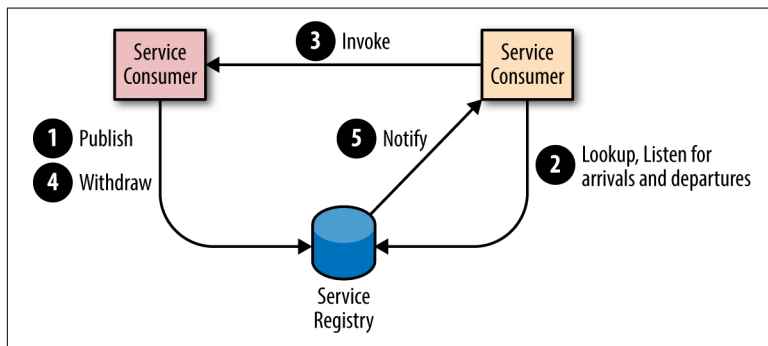 3 Invoke
Service
Consumer
Service
Consumer
1 Publish
4 Withdraw
5 Notify
2 Lookup, Listen for
arrivals and departures
Service
Registry